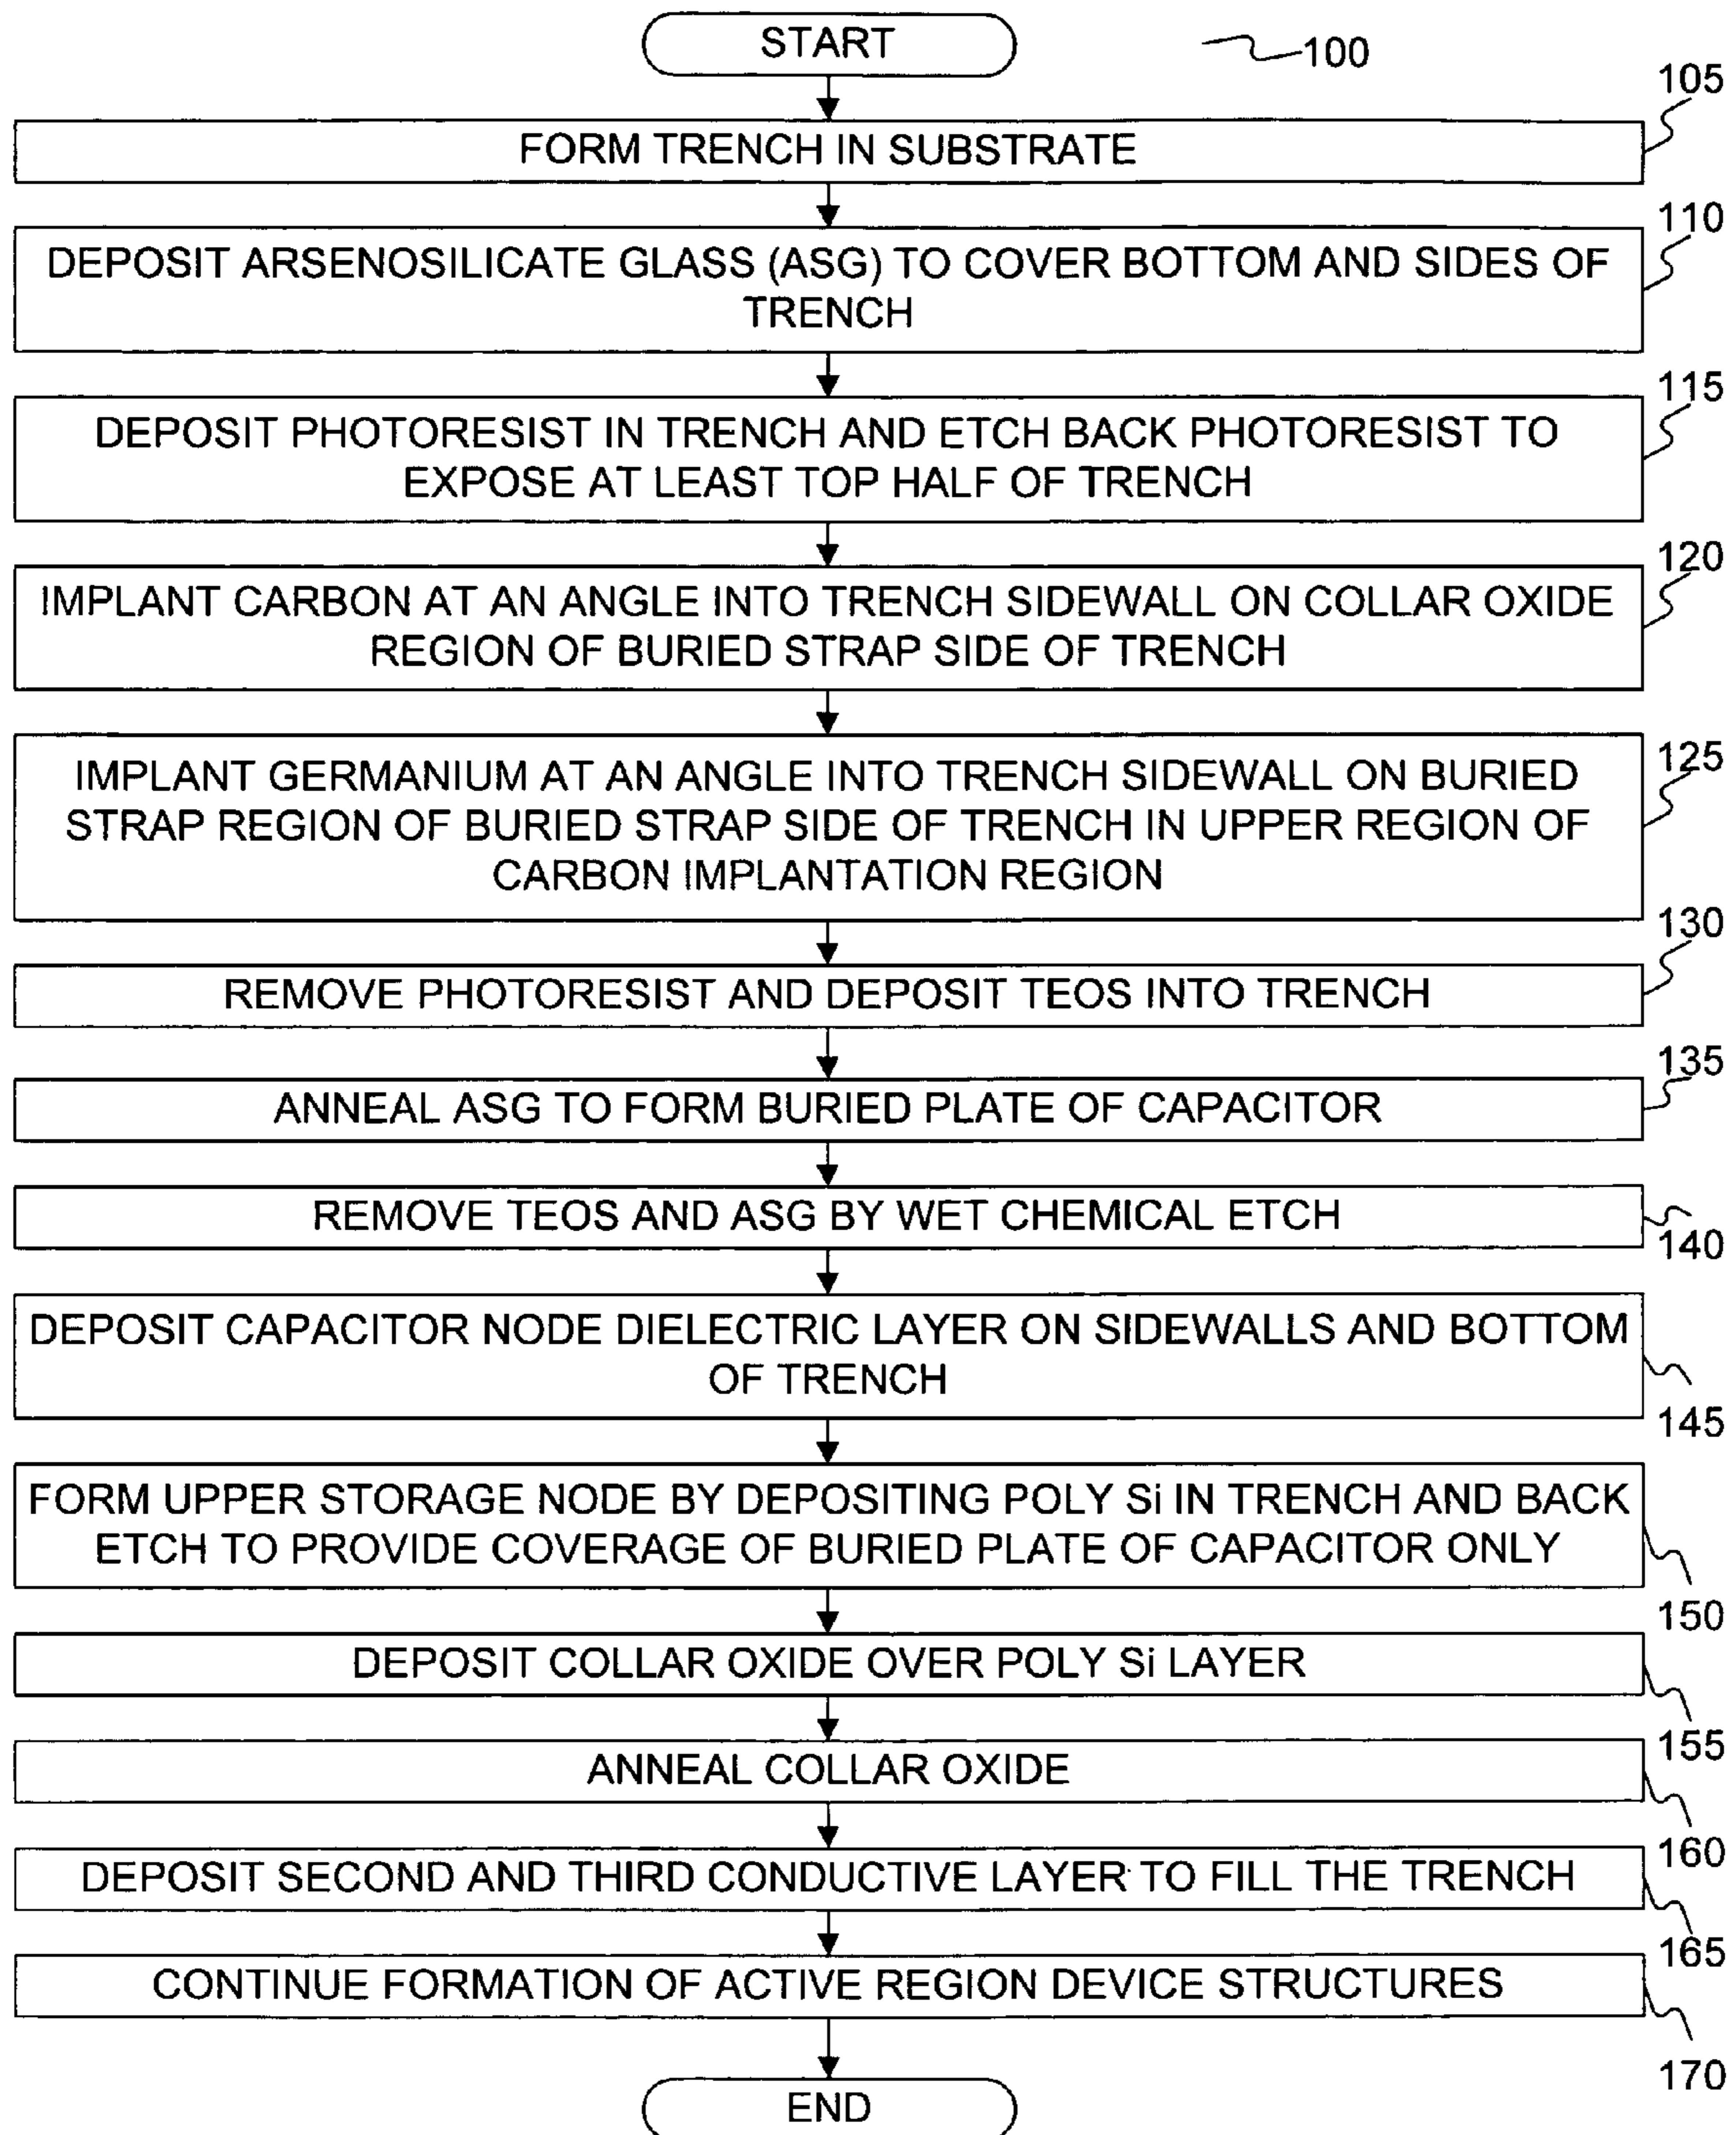 START
100
105
FORM TRENCH IN SUBSTRATE
110
DEPOSIT ARSENOSILICATE GLASS (ASG) TO COVER BOTTOM AND SIDES OF
TRENCH
115
DEPOSIT PHOTORESIST IN TRENCH AND ETCH BACK PHOTORESIST TO
EXPOSE AT LEAST TOP HALF OF TRENCH
120
IMPLANT CARBON AT AN ANGLE INTO TRENCH SIDEWALL ON COLLAR OXIDE
REGION OF BURIED STRAP SIDE OF TRENCH
125
IMPLANT GERMANIUM AT AN ANGLE INTO TRENCH SIDEWALL ON BURIED
STRAP REGION OF BURIED STRAP SIDE OF TRENCH IN UPPER REGION OF
CARBON IMPLANTATION REGION
130
REMOVE PHOTORESIST AND DEPOSIT TEOS INTO TRENCH
135
ANNEAL ASG TO FORM BURIED PLATE OF CAPACITOR
REMOVE TEOS AND ASG BY WET CHEMICAL ETCH
140
DEPOSIT CAPACITOR NODE DIELECTRIC LAYER ON SIDEWALLS AND BOTTOM
OF TRENCH
145
FORM UPPER STORAGE NODE BY DEPOSITING POLY Si IN TRENCH AND BACK
ETCH TO PROVIDE COVERAGE OF BURIED PLATE OF CAPACITOR ONLY
150
DEPOSIT COLLAR OXIDE OVER POLY Si LAYER
155
ANNEAL COLLAR OXIDE
160
DEPOSIT SECOND AND THIRD CONDUCTIVE LAYER TO FILL THE TRENCH
165
CONTINUE FORMATION OF ACTIVE REGION DEVICE STRUCTURES
170
END